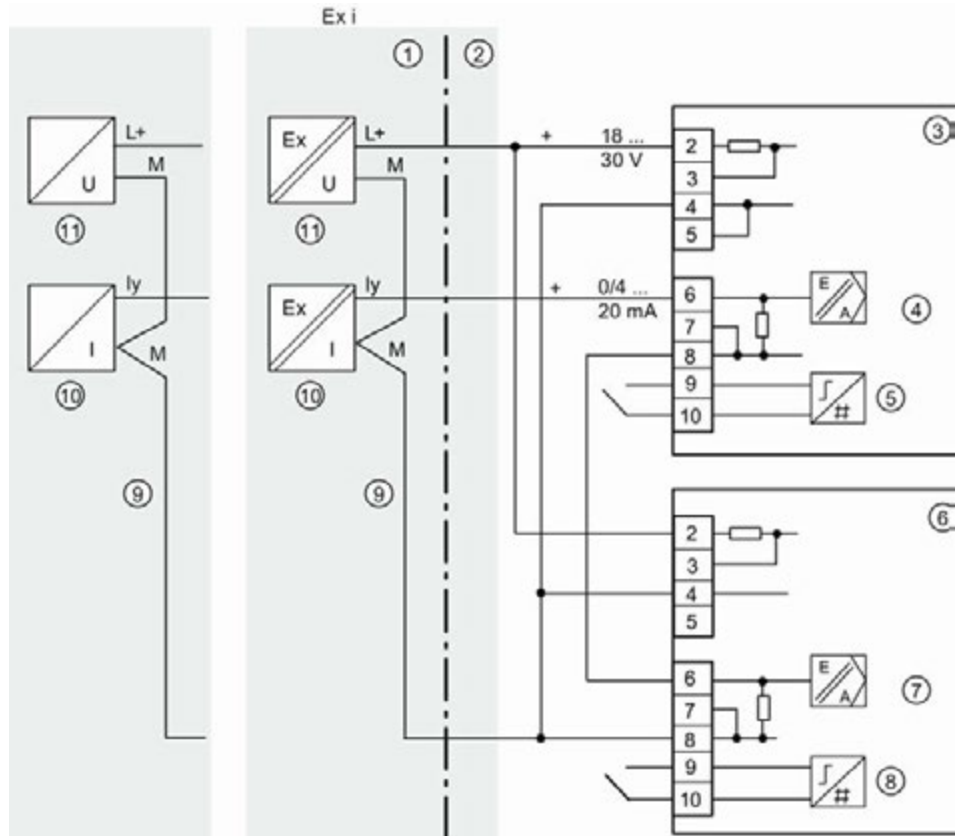 Ex i
① ②
L+
M
U
⑪
Iy
I
M
⑩
⑨
Ex
L+
M
U
⑪
Ex
Iy
I
M
⑩
⑨
+ 18 ...
30 V
+ 0/4 ...
20 mA
③
2
3
4
5
6
7
8
9
10
E
A
④
#
⑤
⑥
2
3
4
5
6
7
8
9
10
E
A
⑦
#
⑧